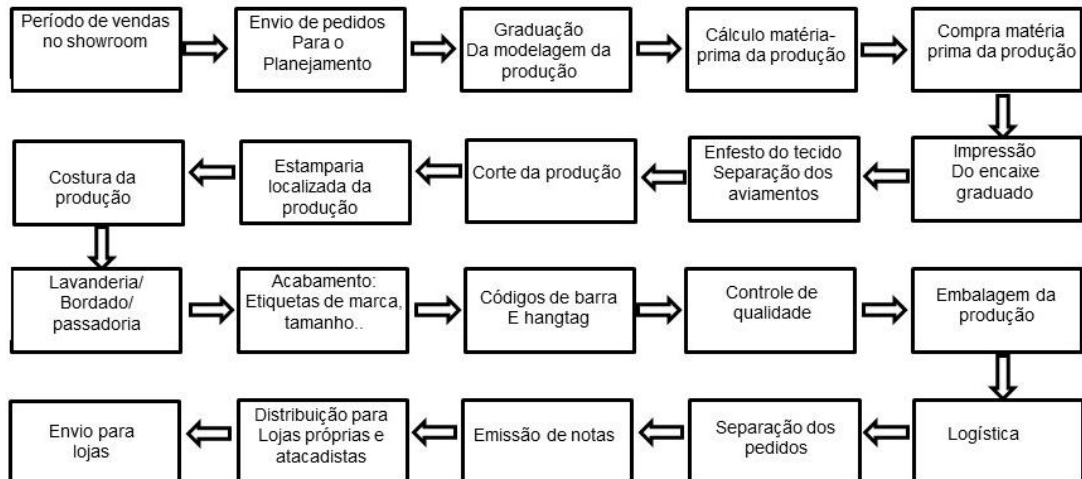 Período de vendas
no showroom
Envio de pedidos
Para o
Planejamento
Graduação
Da modelagem da
produção
Cálculo matéria-
prima da produção
Compra matéria
prima da produção
Impressão
Do encaixe
graduado
Enfesto do tecido
Separação dos
aviamentos
Corte da produção
Estamparia
localizada da
produção
Costura da
produção
Lavanderia/
Bordado/
passadoria
Acabamento:
Etiquetas de marca,
tamanho..
Códigos de barra
E hangtag
Controle de
qualidade
Embalagem da
produção
Logística
Separação dos
pedidos
Emissão de notas
Distribuição para
Lojas próprias e
atacadistas
Envio para
lojas